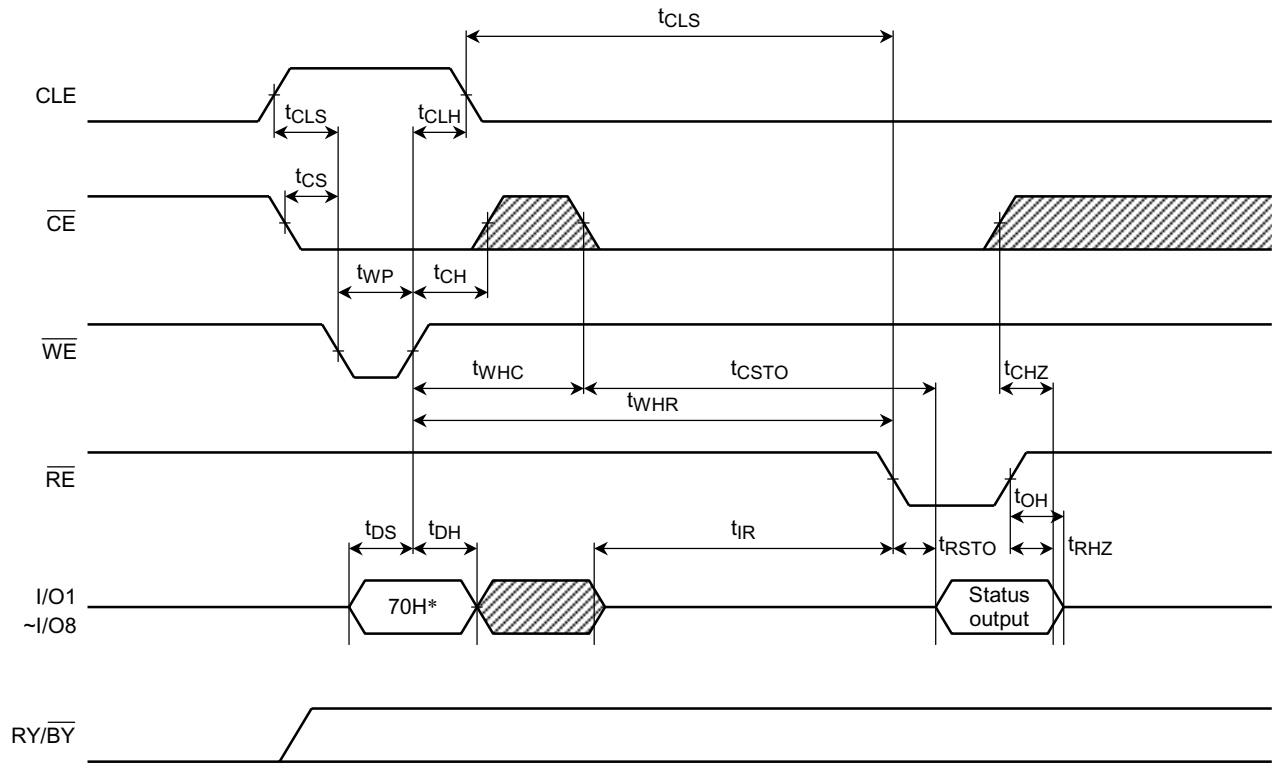 tCLS
CLE
tCLS
tCLH
tCS
CE
tWP
tCH
WE
tWHC
tCSTO
tCHZ
tWHR
RE
tOH
tDS
tDH
tIR
tRSTO
tRHZ
I/O1
~I/O8
70H*
Status
output
RY/BY